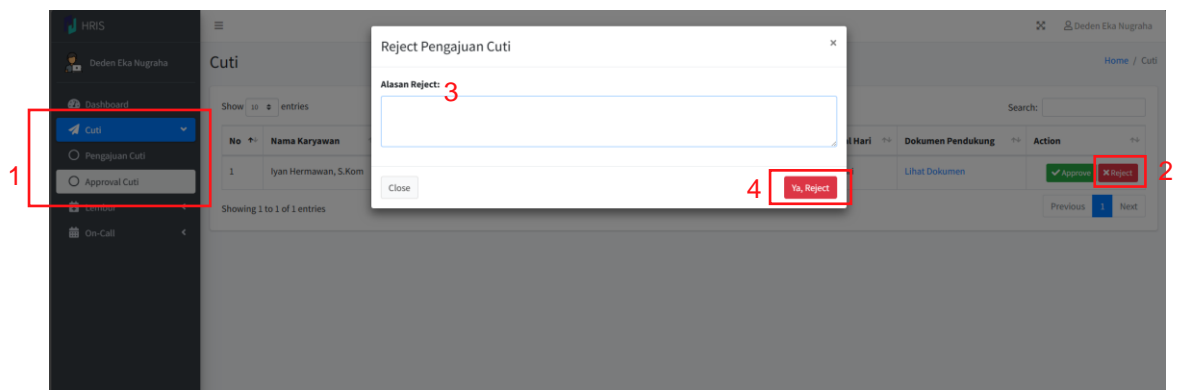 HRIS
Deden Eka Nugraha
Deden Eka Nugraha
Cuti
Home / Cuti
Reject Pengajuan Cuti
×
Alasan Reject:
3
Close
4
Ya, Reject
Dashboard
1
Cuti
Pengajuan Cuti
Approval Cuti
Lembur
On-Call
Show 10 entries
Search:
No Nama Karyawan
l Hari Dokumen Pendukung Action
1 Iyan Hermawan, S.Kom
Lihat Dokumen
Approve
Reject
2
Showing 1 to 1 of 1 entries
Previous 1 Next